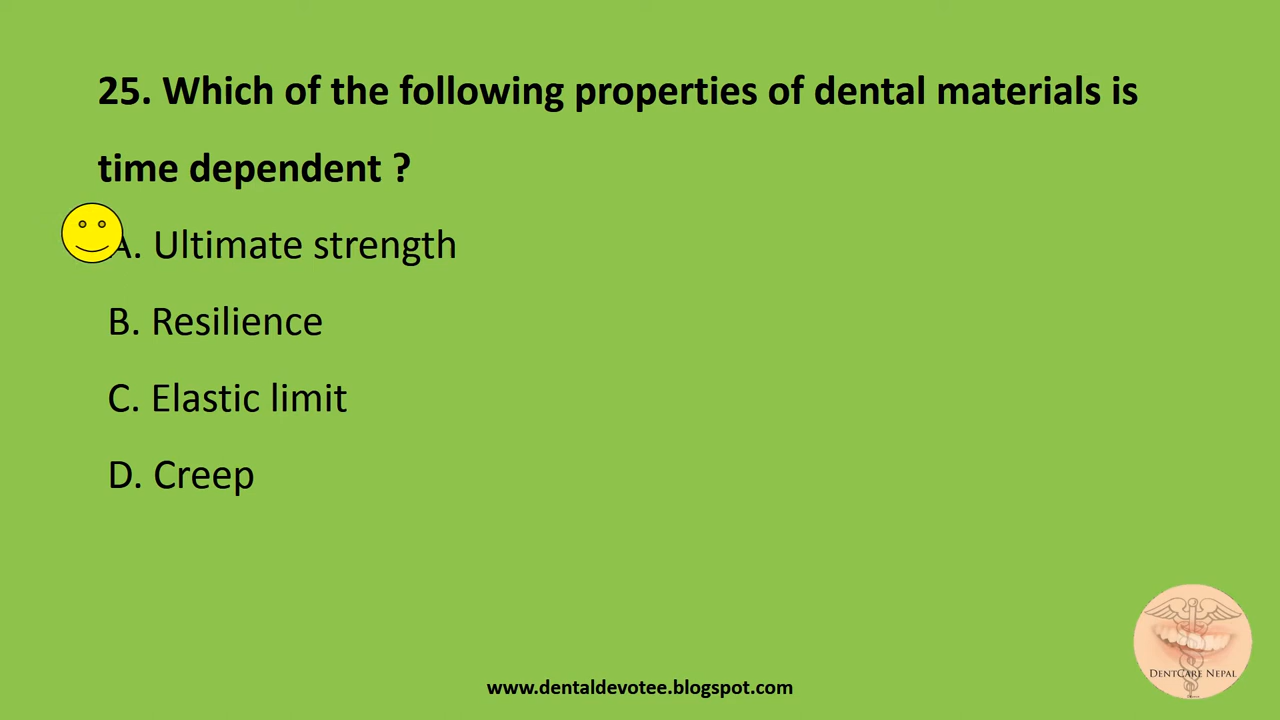 25. Which of the following properties of dental materials is
time dependent ?
A. Ultimate strength
B. Resilience
C. Elastic limit
D. Creep
DENTCARE NEPAL
www.dentaldevotee.blogspot.com